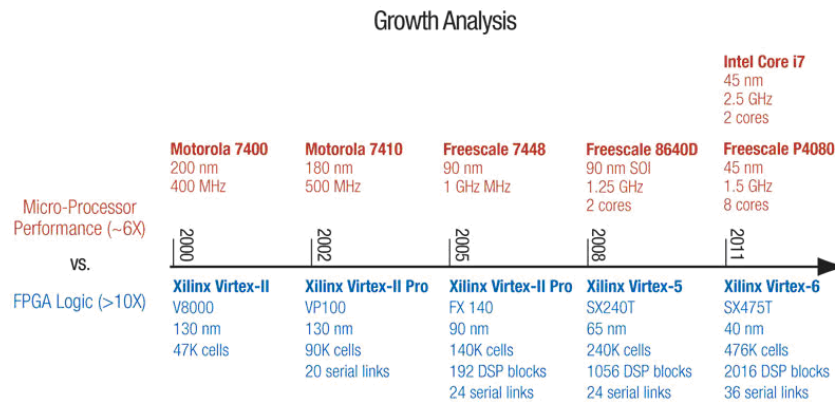 Growth Analysis
Intel Core i7
45 nm
2.5 GHz
2 cores
Motorola 7400
200 nm
400 MHz
Motorola 7410
180 nm
500 MHz
Freescale 7448
90 nm
1 GHz MHz
Freescale 8640D
90 nm SOI
1.25 GHz
2 cores
Freescale P4080
45 nm
1.5 GHz
8 cores
Micro-Processor
Performance (~6X)
vs.
FPGA Logic (>10X)
2000
2002
2005
2008
2011
Xilinx Virtex-II
V8000
130 nm
47K cells
Xilinx Virtex-II Pro
VP100
130 nm
90K cells
20 serial links
Xilinx Virtex-II Pro
FX 140
90 nm
140K cells
192 DSP blocks
24 serial links
Xilinx Virtex-5
SX240T
65 nm
240K cells
1056 DSP blocks
24 serial links
Xilinx Virtex-6
SX475T
40 nm
476K cells
2016 DSP blocks
36 serial links